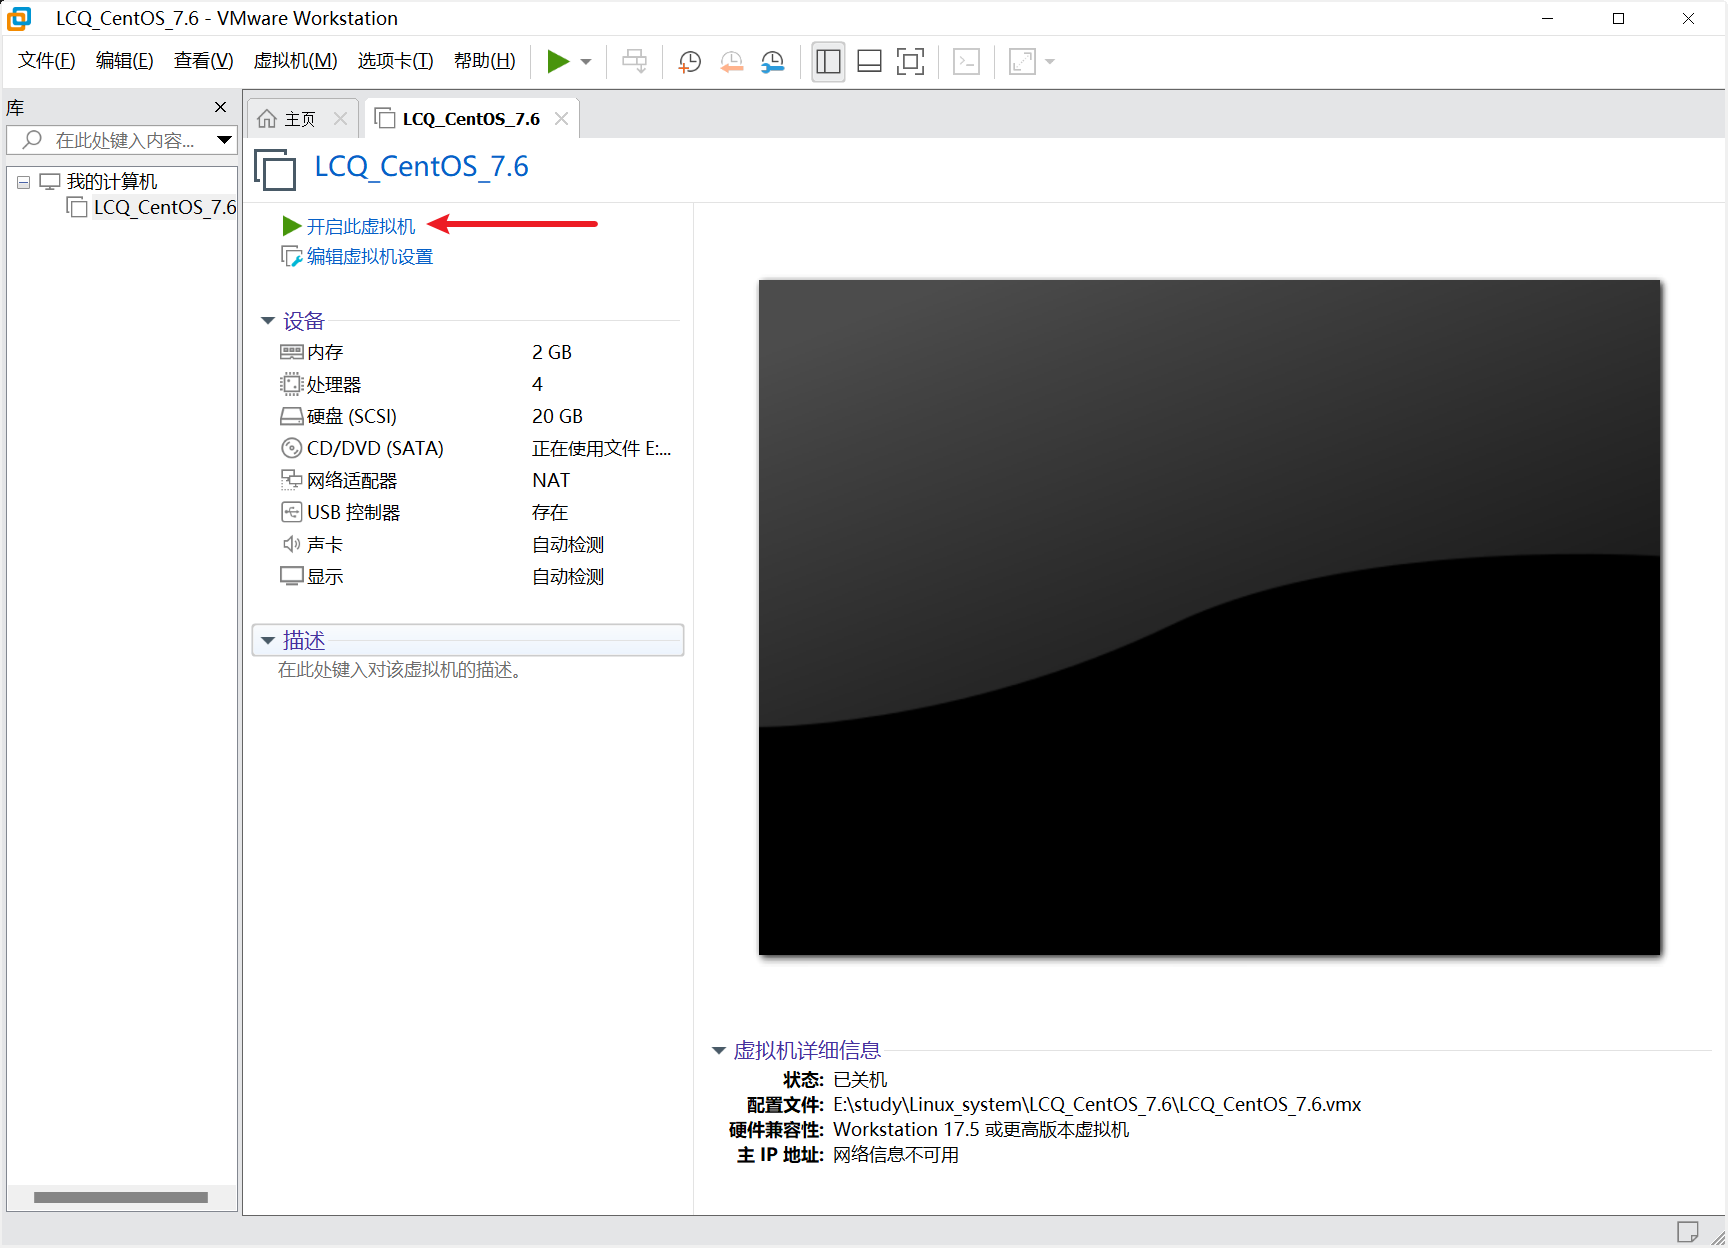 LCQ_CentOS_7.6 - VMware Workstation
文件(F) 编辑(E) 查看(V) 虚拟机(M) 选项卡(T) 帮助(H)
库
主页
LCQ_CentOS_7.6
在此处键入内容...
我的计算机
LCQ_CentOS_7.6
LCQ_CentOS_7.6
开启此虚拟机
编辑虚拟机设置
设备
内存 2 GB
处理器 4
硬盘 (SCSI) 20 GB
CD/DVD (SATA) 正在使用文件 E:...
网络适配器 NAT
USB 控制器 存在
声卡 自动检测
显示 自动检测
描述
在此处键入对该虚拟机的描述。
虚拟机详细信息
状态: 已关机
配置文件: E:\study\Linux_system\LCQ_CentOS_7.6\LCQ_CentOS_7.6.vmx
硬件兼容性: Workstation 17.5 或更高版本虚拟机
主 IP 地址: 网络信息不可用